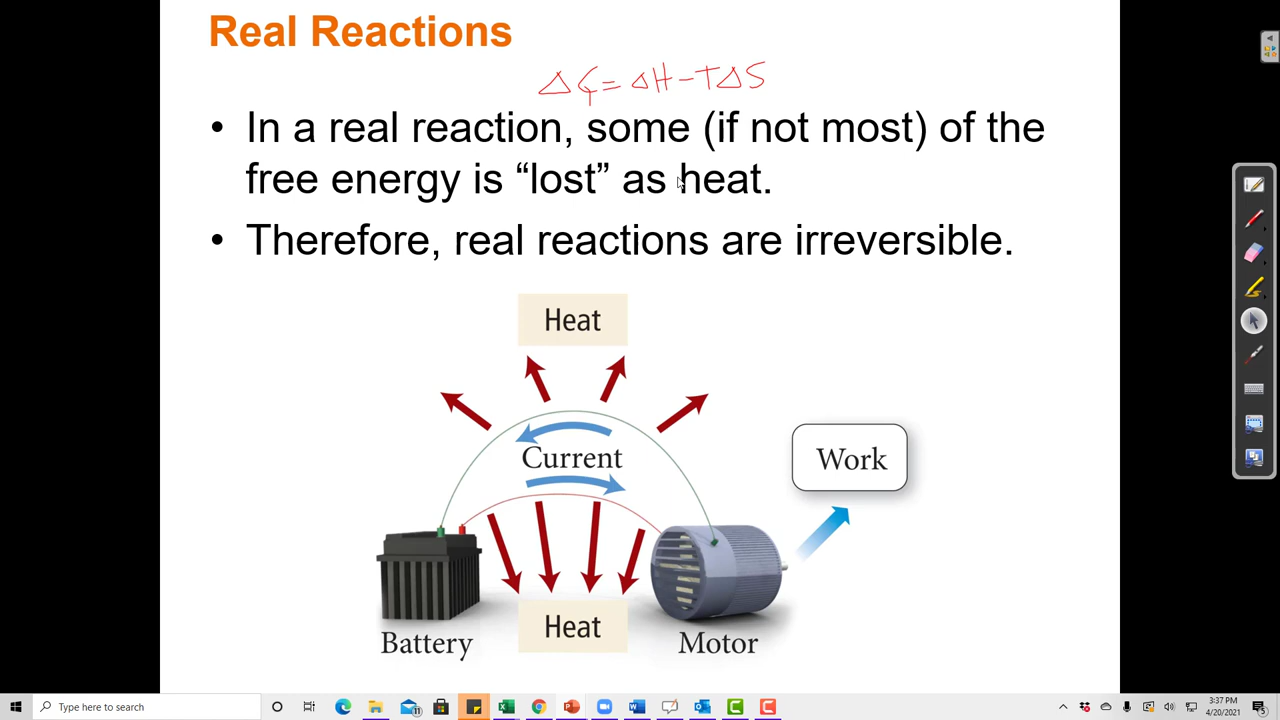 Real Reactions
ΔG=ΔH-TΔS
• In a real reaction, some (if not most) of the
free energy is “lost” as heat.
• Therefore, real reactions are irreversible.
Heat
Current
Work
Heat
Battery
Motor
Type here to search
11
3:37 PM
4/20/2021